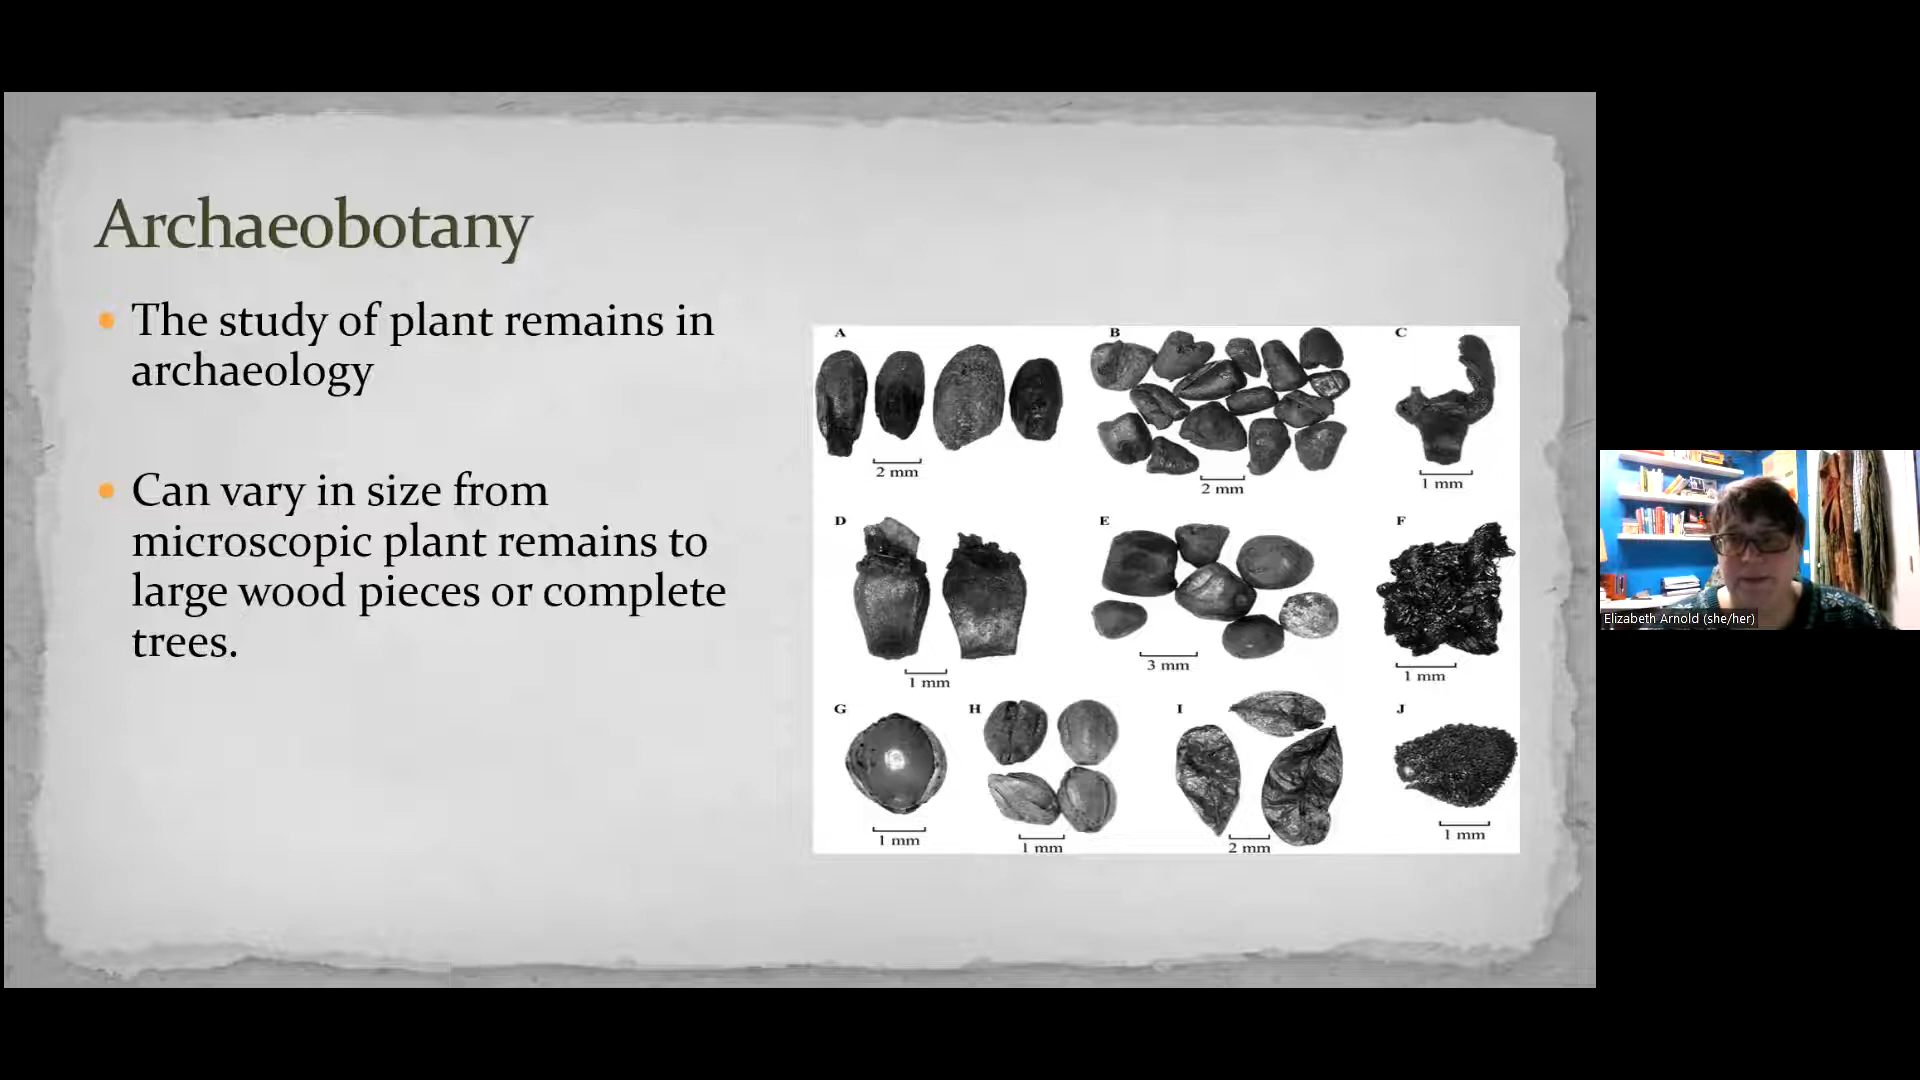 Archaeobotany
The study of plant remains in
archaeology
Can vary in size from
microscopic plant remains to
large wood pieces or complete
trees.
A
B
C
2 mm
2 mm
1 mm
D
E
F
1 mm
3 mm
1 mm
G
H
I
J
1 mm
1 mm
2 mm
1 mm
Elizabeth Arnold (she/her)